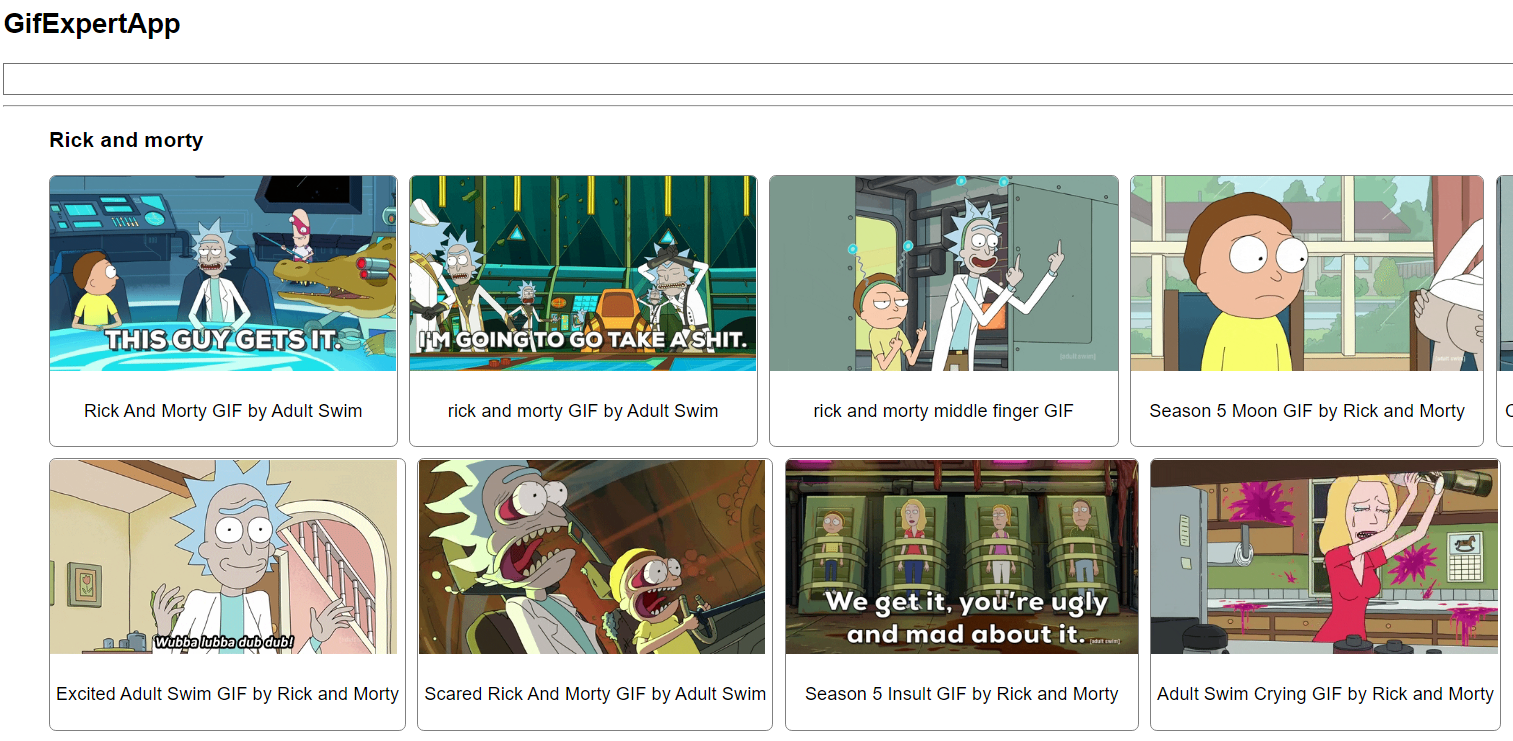 GifExpertApp
Rick and morty
THIS GUY GETS IT.
I'M GOING TO GO TAKE A SHIT.
[adult swim]
[adult swim]
Rick And Morty GIF by Adult Swim
rick and morty GIF by Adult Swim
rick and morty middle finger GIF
Season 5 Moon GIF by Rick and Morty
Wubba lubba dub dub!
We get it, you're ugly
and mad about it.
[adult swim]
Excited Adult Swim GIF by Rick and Morty
Scared Rick And Morty GIF by Adult Swim
Season 5 Insult GIF by Rick and Morty
Adult Swim Crying GIF by Rick and Morty